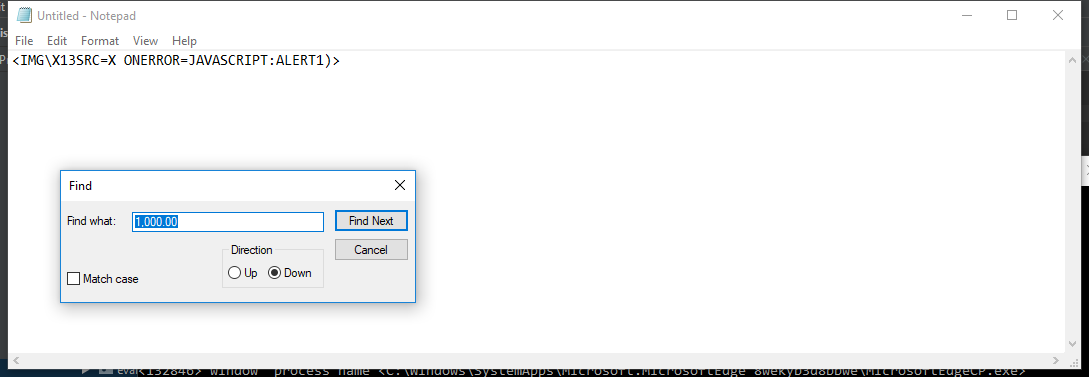 Untitled - Notepad
File Edit Format View Help
<IMG\X13SRC=X ONERROR=JAVASCRIPT:ALERT1)>
Find
Find what: 1,000.00 Find Next
Direction Cancel
Match case Up Down
eval<132846> window process name <C:\Windows\SystemApps\Microsoft.MicrosoftEdge_8wekyb3d8bbwe\MicrosoftEdgeCP.exe>